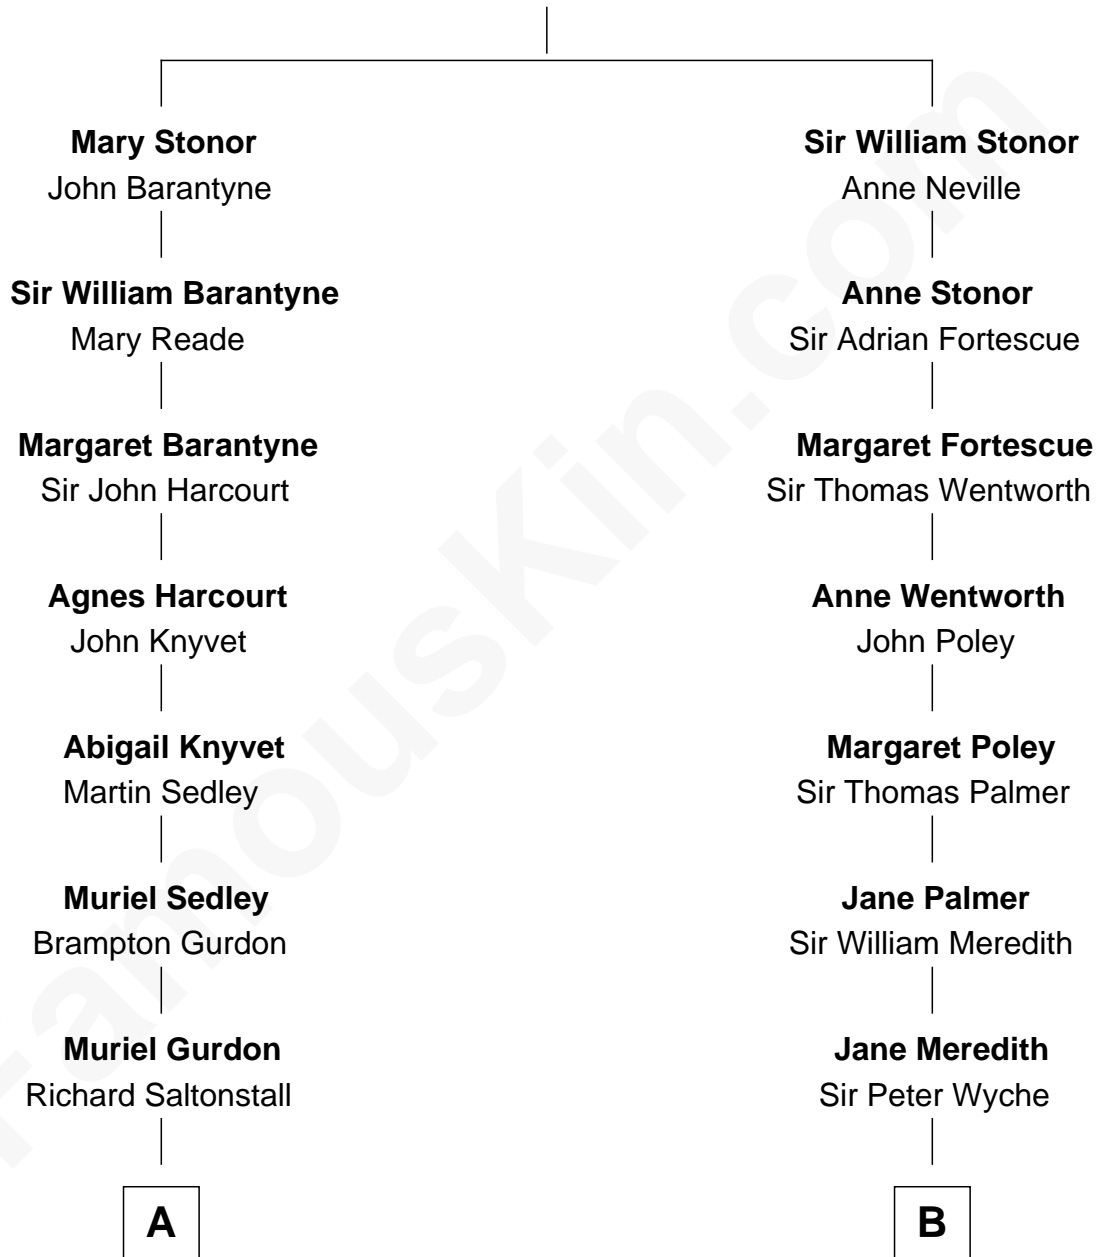 Mary Stonor
John Barantyne
Sir William Barantyne
Mary Reade
Margaret Barantyne
Sir John Harcourt
Agnes Harcourt
John Knyvet
Abigail Knyvet
Martin Sedley
Muriel Sedley
Brampton Gurdon
Muriel Gurdon
Richard Saltonstall
A
Sir William Stonor
Anne Neville
Anne Stonor
Sir Adrian Fortescue
Margaret Fortescue
Sir Thomas Wentworth
Anne Wentworth
John Poley
Margaret Poley
Sir Thomas Palmer
Jane Palmer
Sir William Meredith
Jane Meredith
Sir Peter Wyche
B
FamousKin.com